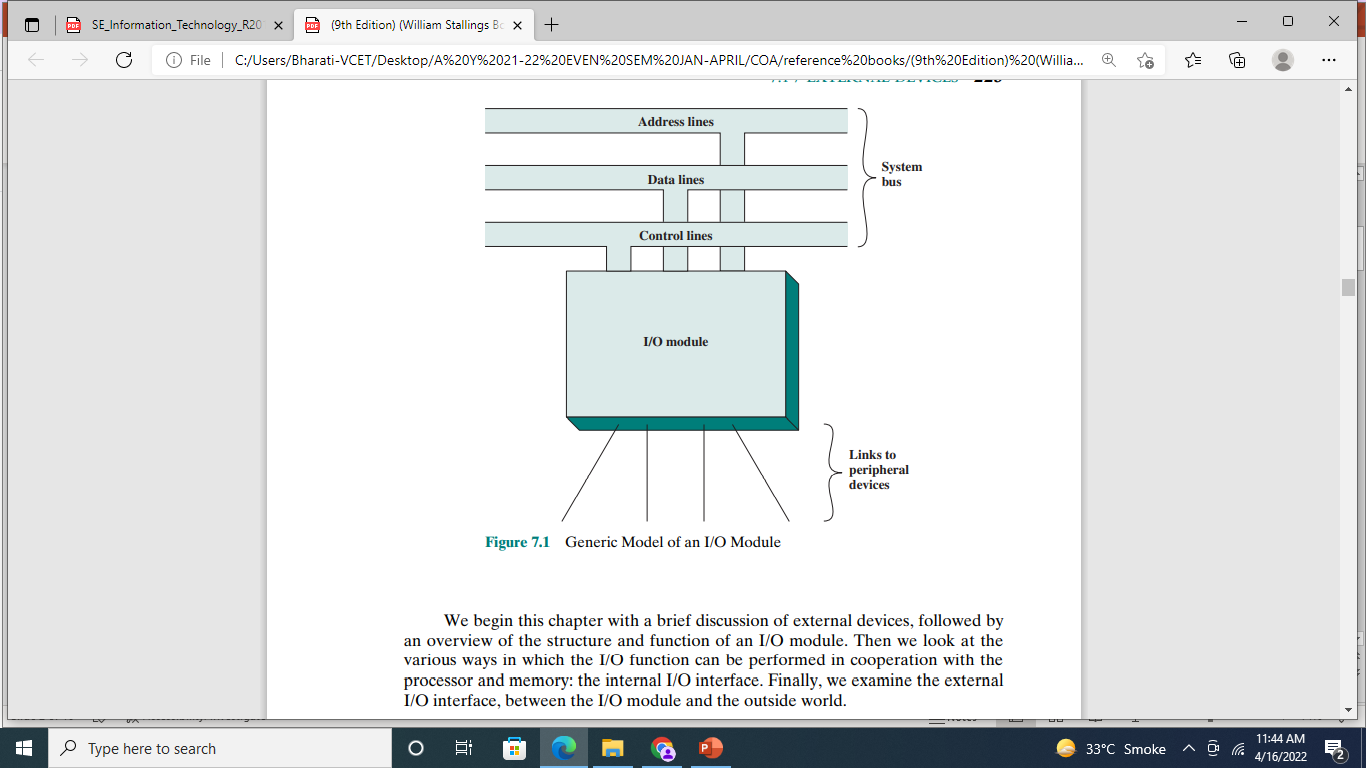 SE_Information_Technology_R20
(9th Edition) (William Stallings Bo
File
C:/Users/Bharati-VCET/Desktop/A%20Y%2021-22%20EVEN%20SEM%20JAN-APRIL/COA/reference%20books/(9th%20Edition)%20(Willia...
Address lines
Data lines
Control lines
System
bus
I/O module
Links to
peripheral
devices
Figure 7.1 Generic Model of an I/O Module
We begin this chapter with a brief discussion of external devices, followed by
an overview of the structure and function of an I/O module. Then we look at the
various ways in which the I/O function can be performed in cooperation with the
processor and memory: the internal I/O interface. Finally, we examine the external
I/O interface, between the I/O module and the outside world.
Type here to search
33°C Smoke
11:44 AM
4/16/2022
2